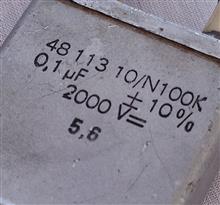 48 113 10/N100K
0,1 µF ± 10%
2000 V=
5,6